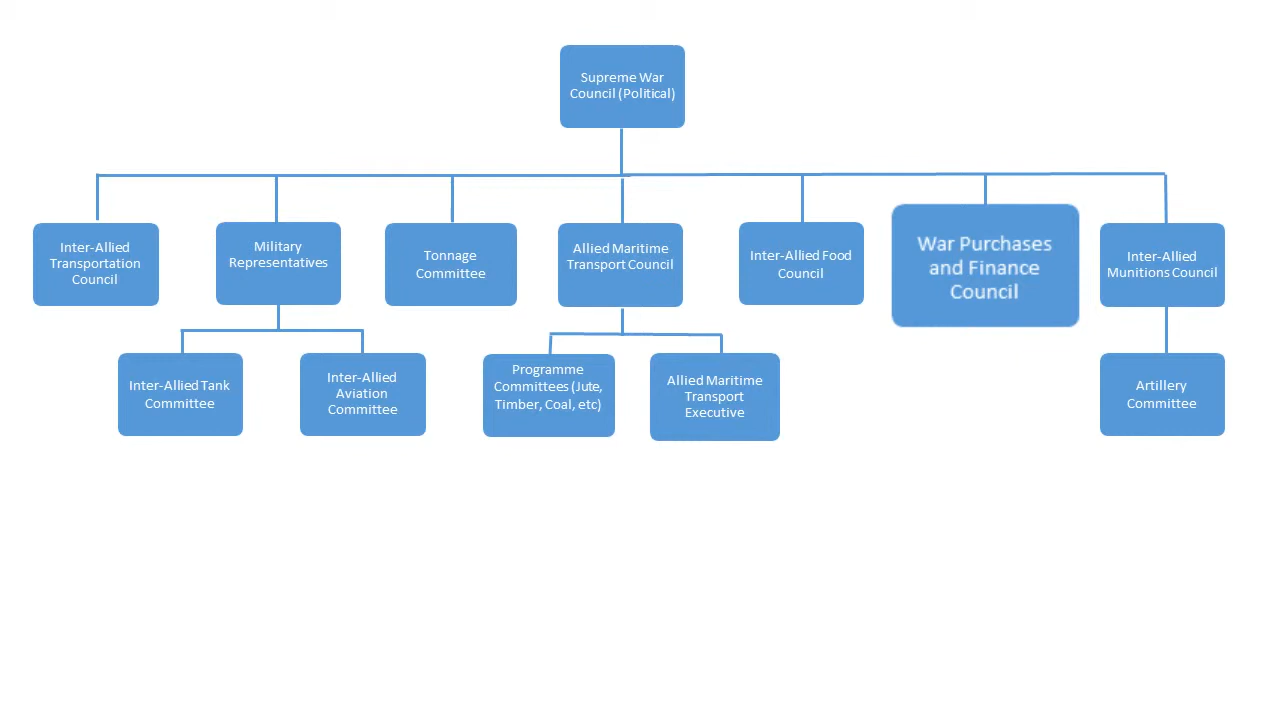 Supreme War
Council (Political)
Inter-Allied
Transportation
Council
Military
Representatives
Tonnage
Committee
Allied Maritime
Transport Council
Inter-Allied Food
Council
War Purchases
and Finance
Council
Inter-Allied
Munitions Council
Inter-Allied Tank
Committee
Inter-Allied
Aviation
Committee
Programme
Committees (Jute,
Timber, Coal, etc)
Allied Maritime
Transport
Executive
Artillery
Committee